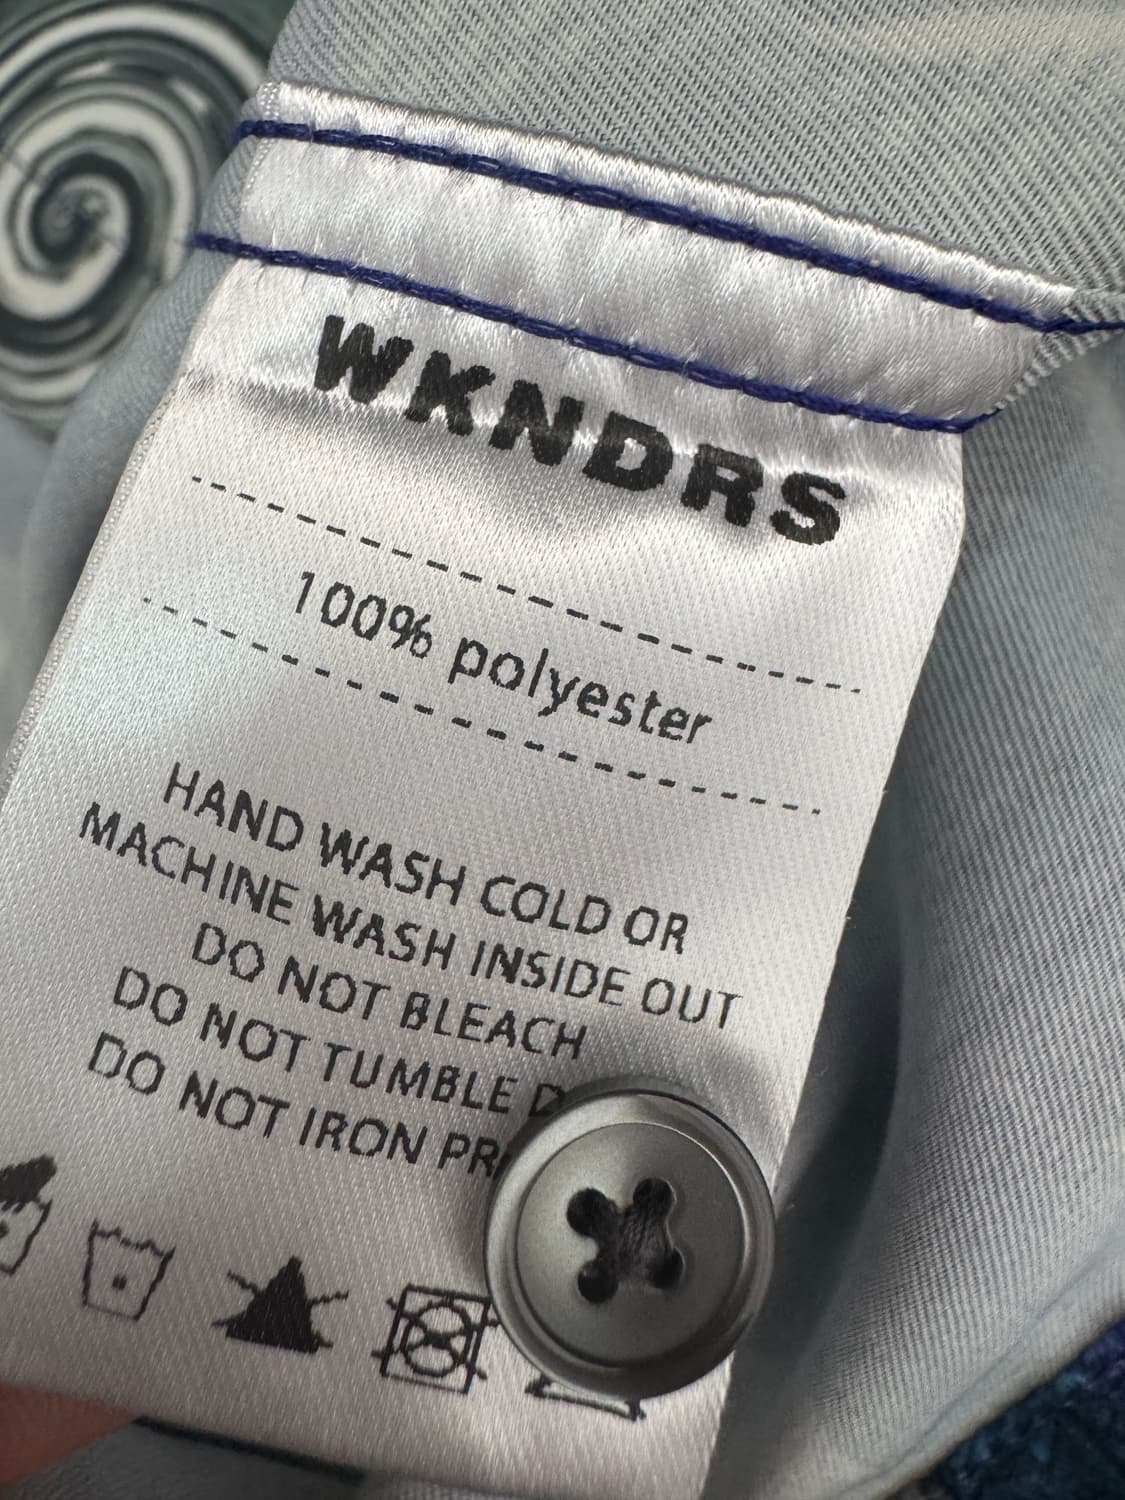 WKNDRS
100% polyester
HAND WASH COLD OR
MACHINE WASH INSIDE OUT
DO NOT BLEACH
DO NOT TUMBLE
DO NOT IRON